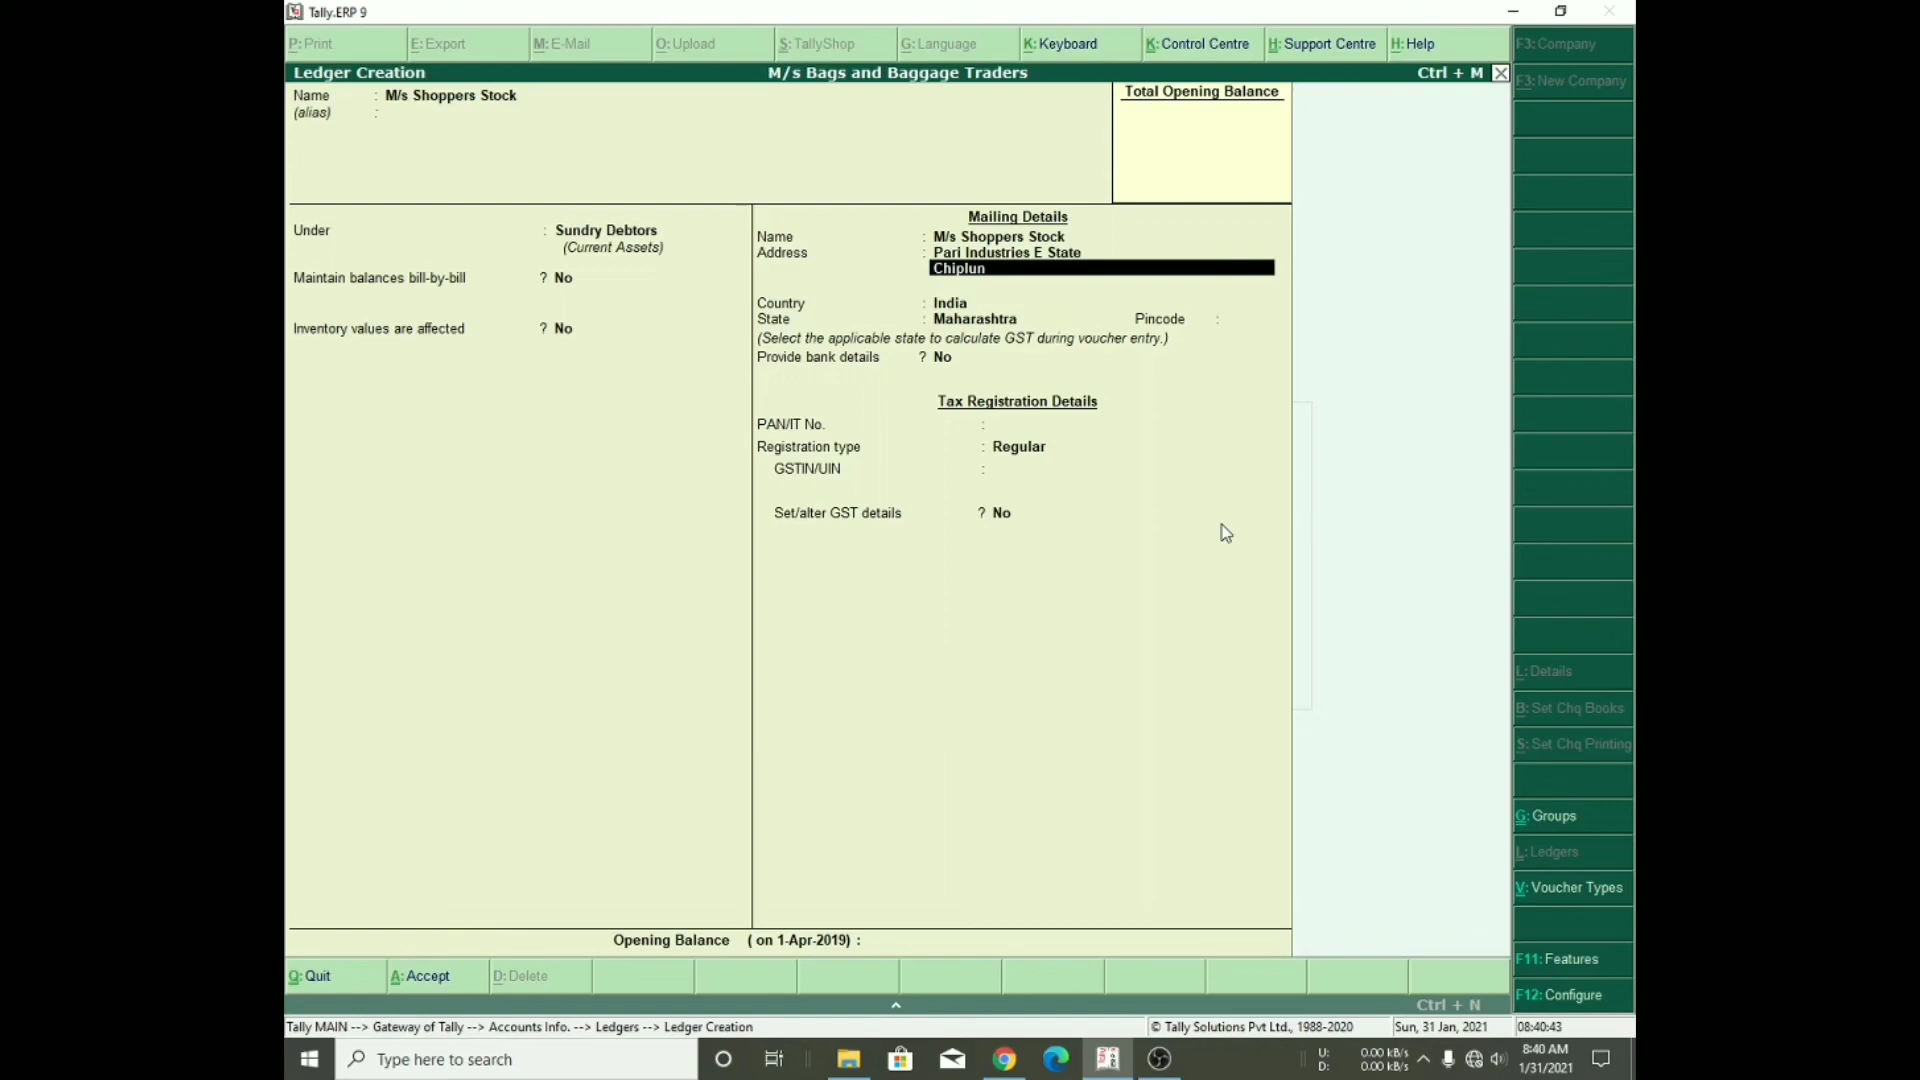 Tally.ERP 9
P: Print E: Export M: E-Mail O: Upload S: TallyShop G: Language K: Keyboard K: Control Centre H: Support Centre H: Help
F3: Company
Ledger Creation M/s Bags and Baggage Traders Ctrl + M
F3: New Company
Name : M/s Shoppers Stock
(alias) :
Total Opening Balance
Under : Sundry Debtors
(Current Assets)
Maintain balances bill-by-bill ? No
Inventory values are affected ? No
Mailing Details
Name : M/s Shoppers Stock
Address : Pari Industries E State
Chiplun
Country : India
State : Maharashtra Pincode :
(Select the applicable state to calculate GST during voucher entry.)
Provide bank details ? No
Tax Registration Details
PAN/IT No. :
Registration type : Regular
GSTIN/UIN :
Set/alter GST details ? No
L: Details
B: Set Chq Books
S: Set Chq Printing
G: Groups
L: Ledgers
V: Voucher Types
F11: Features
F12: Configure
Opening Balance ( on 1-Apr-2019) :
Q: Quit A: Accept D: Delete
Ctrl + N
Tally MAIN --> Gateway of Tally --> Accounts Info. --> Ledgers --> Ledger Creation © Tally Solutions Pvt Ltd., 1988-2020 Sun, 31 Jan, 2021 08:40:43
Type here to search
U: 0.00 kB/s
D: 0.00 kB/s
8:40 AM
1/31/2021